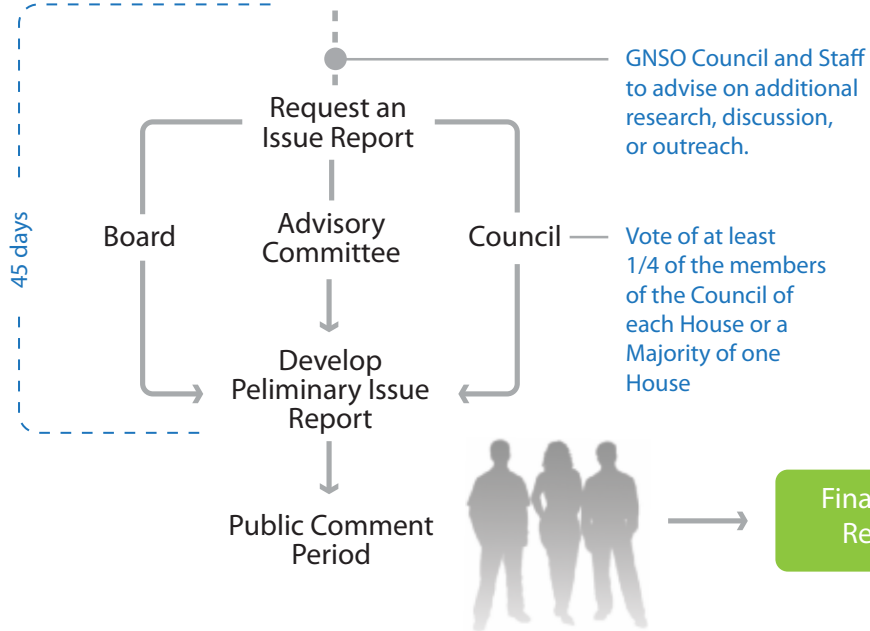 GNSO Council and Staff
to advise on additional
research, discussion,
or outreach.
Request an
Issue Report
45 days
Board
Advisory
Committee
Council
Vote of at least
1/4 of the members
of the Council of
each House or a
Majority of one
House
Develop
Peliminary Issue
Report
Public Comment
Period